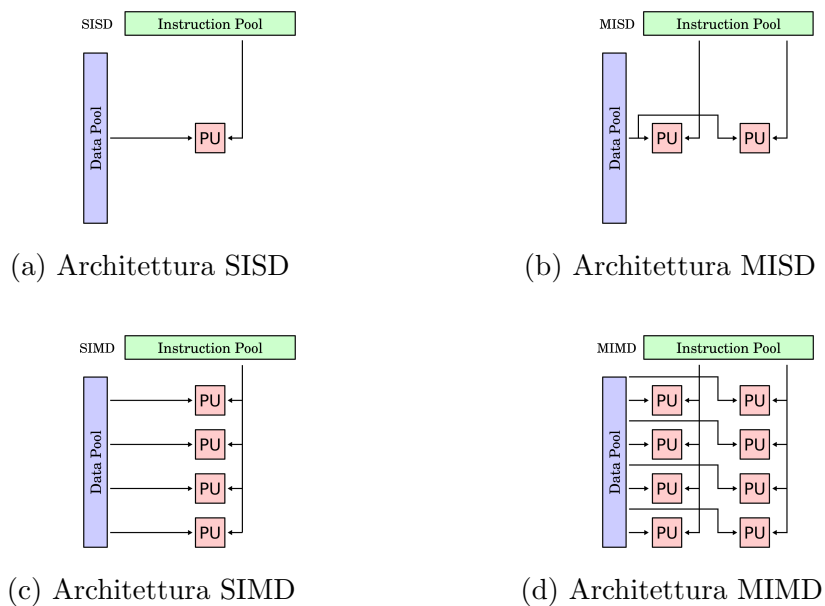 SISD Instruction Pool
Data Pool
PU
(a) Architettura SISD
MISD Instruction Pool
Data Pool
PU PU
(b) Architettura MISD
SIMD Instruction Pool
Data Pool
PU
PU
PU
PU
(c) Architettura SIMD
MIMD Instruction Pool
Data Pool
PU PU
PU PU
PU PU
PU PU
(d) Architettura MIMD